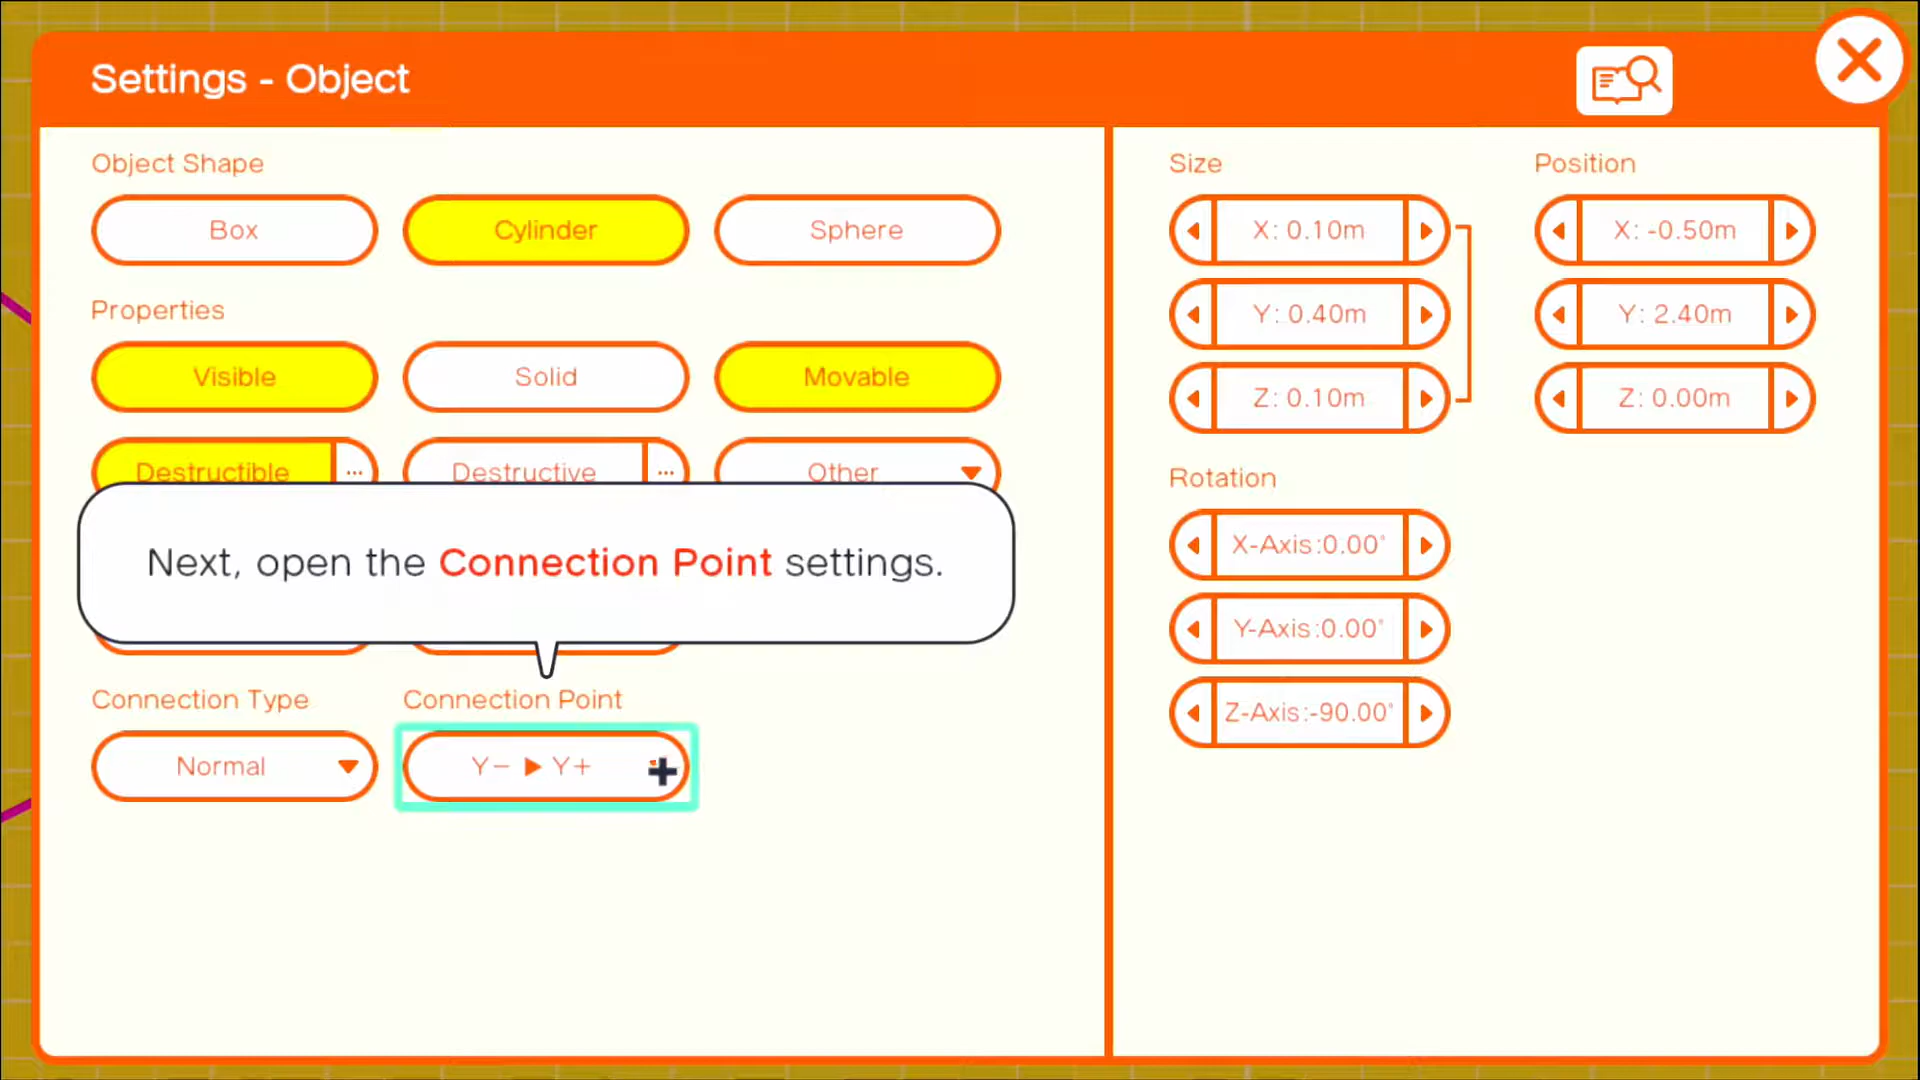 Settings - Object
Object Shape
Box
Cylinder
Sphere
Properties
Visible
Solid
Movable
Destructible
...
Destructive
...
Other
Next, open the Connection Point settings.
Connection Type
Connection Point
Normal
Y− ▶ Y+
Size
X: 0.10m
Y: 0.40m
Z: 0.10m
Position
X: -0.50m
Y: 2.40m
Z: 0.00m
Rotation
X-Axis:0.00°
Y-Axis:0.00°
Z-Axis:-90.00°